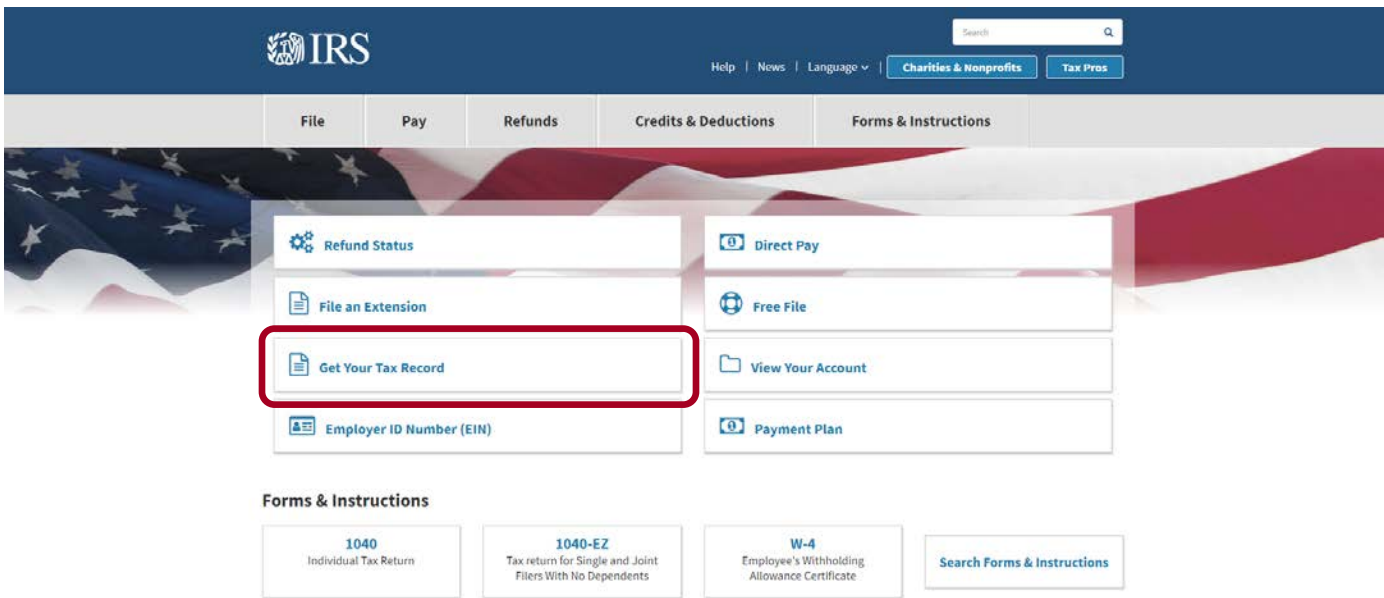 IRS
Search
Help | News | Language | Charities & Nonprofits Tax Pros
File Pay Refunds Credits & Deductions Forms & Instructions
Refund Status
Direct Pay
File an Extension
Free File
Get Your Tax Record
View Your Account
Employer ID Number (EIN)
Payment Plan
Forms & Instructions
1040
Individual Tax Return
1040-EZ
Tax return for Single and Joint
Filers With No Dependents
W-4
Employee's Withholding
Allowance Certificate
Search Forms & Instructions